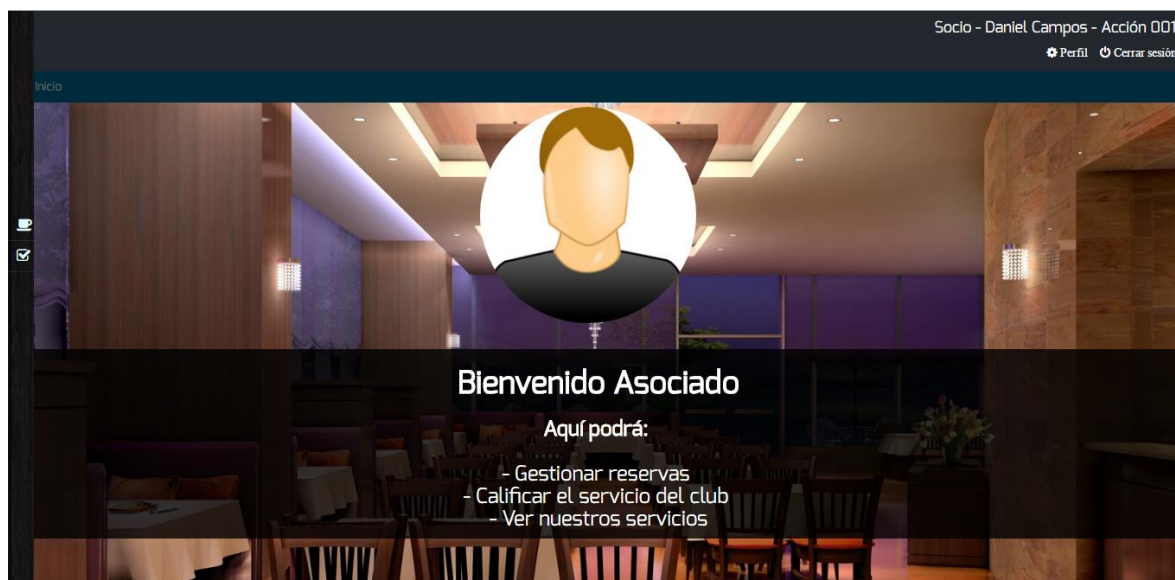 Socio - Daniel Campos - Acción 001
Perfil Cerrar sesión
Inicio
Bienvenido Asociado
Aquí podrá:
- Gestionar reservas
- Calificar el servicio del club
- Ver nuestros servicios